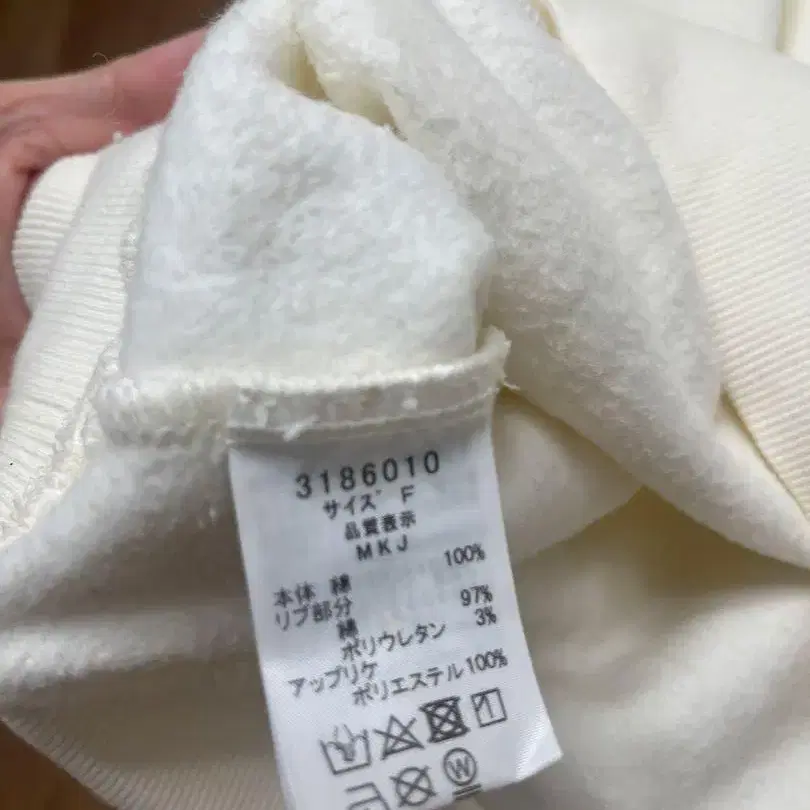 3186010
サイズ F
品質表示
MKJ
本体 綿 100%
リブ部分
綿 97%
ポリウレタン 3%
アップリケ
ポリエステル100%
W